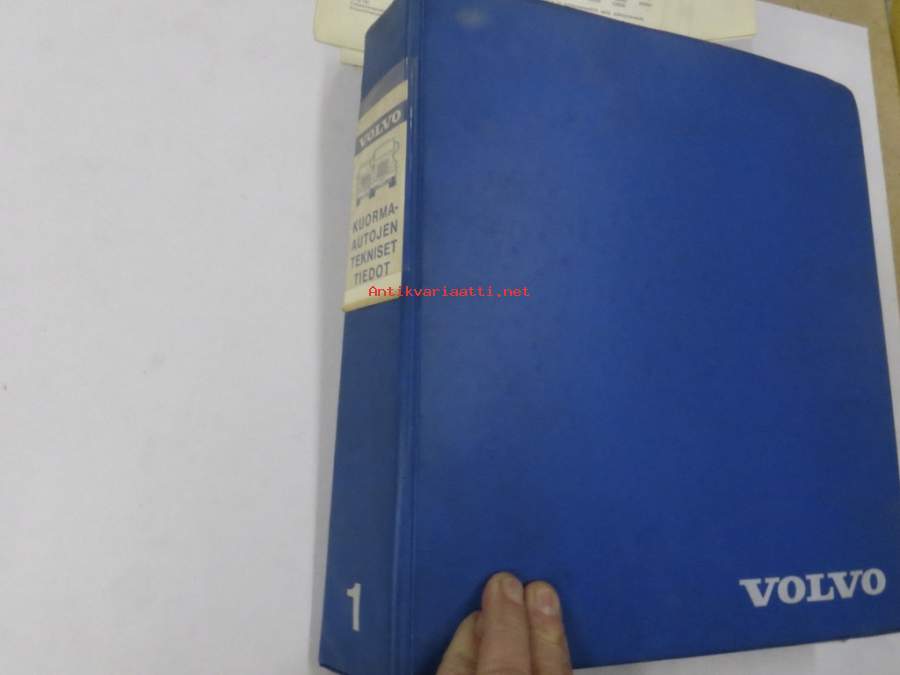 VOLVO
KUORMA-
AUTOJEN
TEKNISET
TIEDOT
Antikvariaatti.net
1
VOLVO